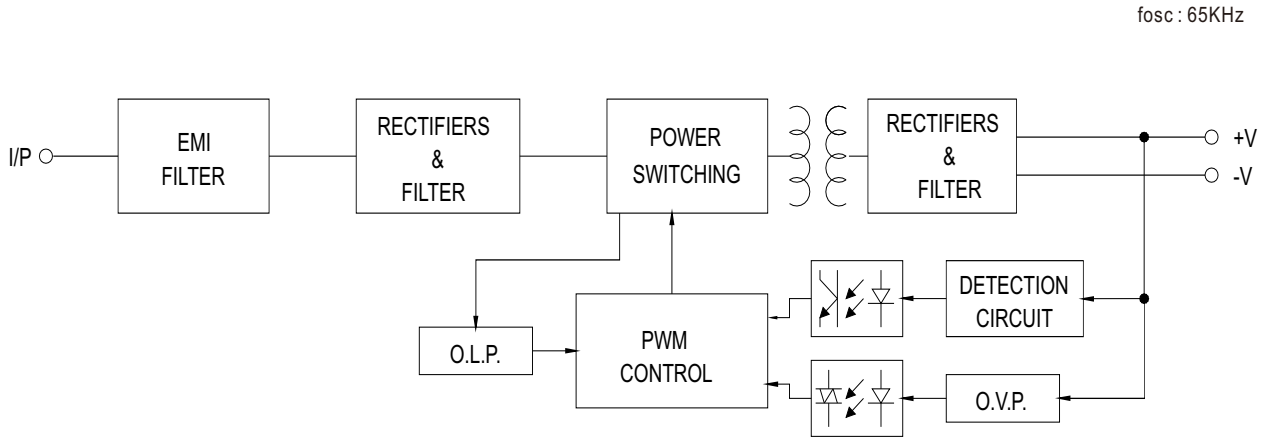 fosc : 65KHz
I/P
EMI
FILTER
RECTIFIERS
&
FILTER
POWER
SWITCHING
RECTIFIERS
&
FILTER
+V
-V
O.L.P.
PWM
CONTROL
DETECTION
CIRCUIT
O.V.P.